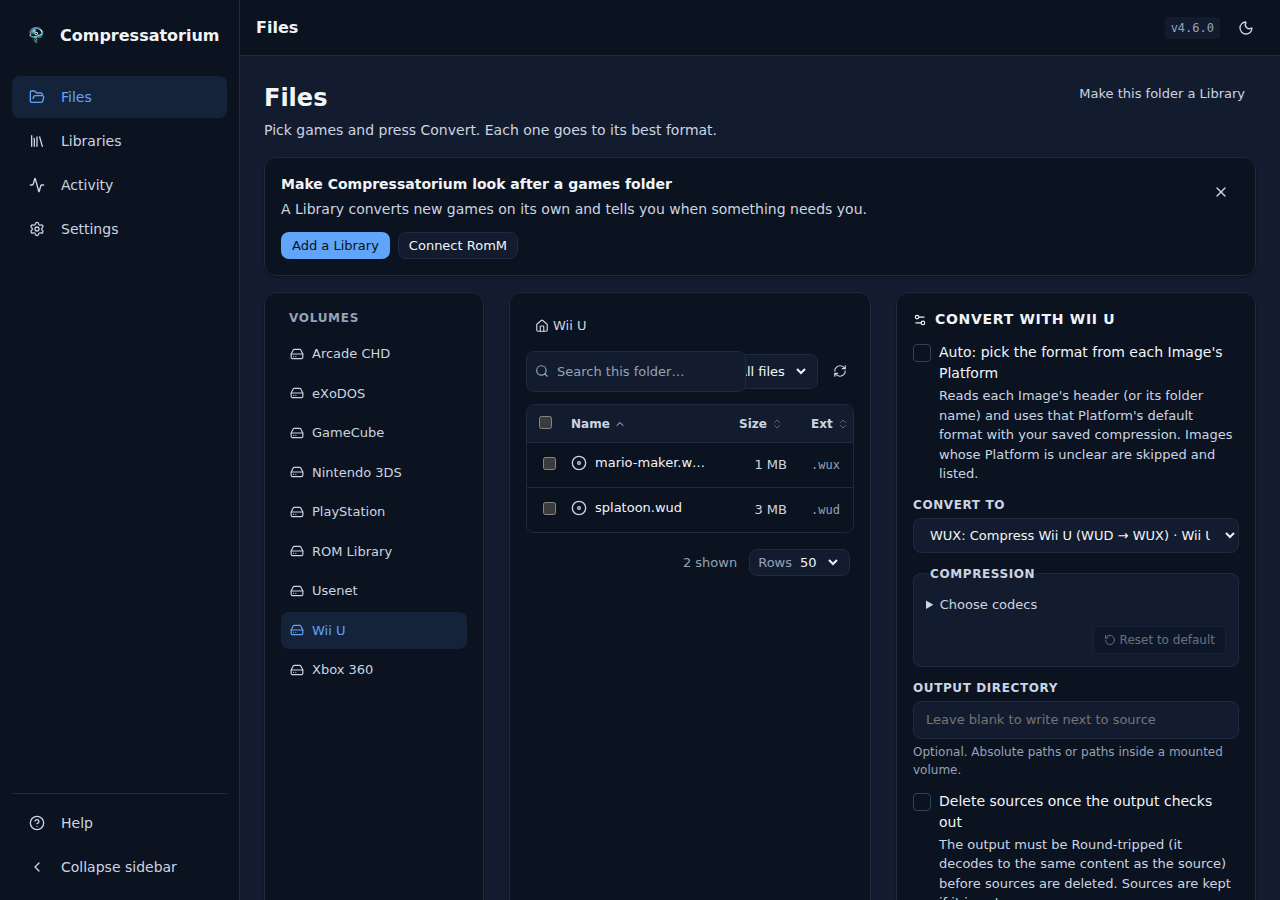 Compressatorium
Files
Libraries
Activity
Settings
Help
Collapse sidebar
Files
v4.6.0
Files
Make this folder a Library
Pick games and press Convert. Each one goes to its best format.
Make Compressatorium look after a games folder
A Library converts new games on its own and tells you when something needs you.
Add a Library
Connect RomM
VOLUMES
Arcade CHD
eXoDOS
GameCube
Nintendo 3DS
PlayStation
ROM Library
Usenet
Wii U
Xbox 360
Wii U
Search this folder…
ll files
Name
Size
Ext
mario-maker.w…
1 MB
.wux
splatoon.wud
3 MB
.wud
2 shown
Rows 50
CONVERT WITH WII U
Auto: pick the format from each Image's
Platform
Reads each Image's header (or its folder
name) and uses that Platform's default
format with your saved compression. Images
whose Platform is unclear are skipped and
listed.
CONVERT TO
WUX: Compress Wii U (WUD → WUX) · Wii U
COMPRESSION
Choose codecs
Reset to default
OUTPUT DIRECTORY
Leave blank to write next to source
Optional. Absolute paths or paths inside a mounted
volume.
Delete sources once the output checks
out
The output must be Round-tripped (it
decodes to the same content as the source)
before sources are deleted. Sources are kept